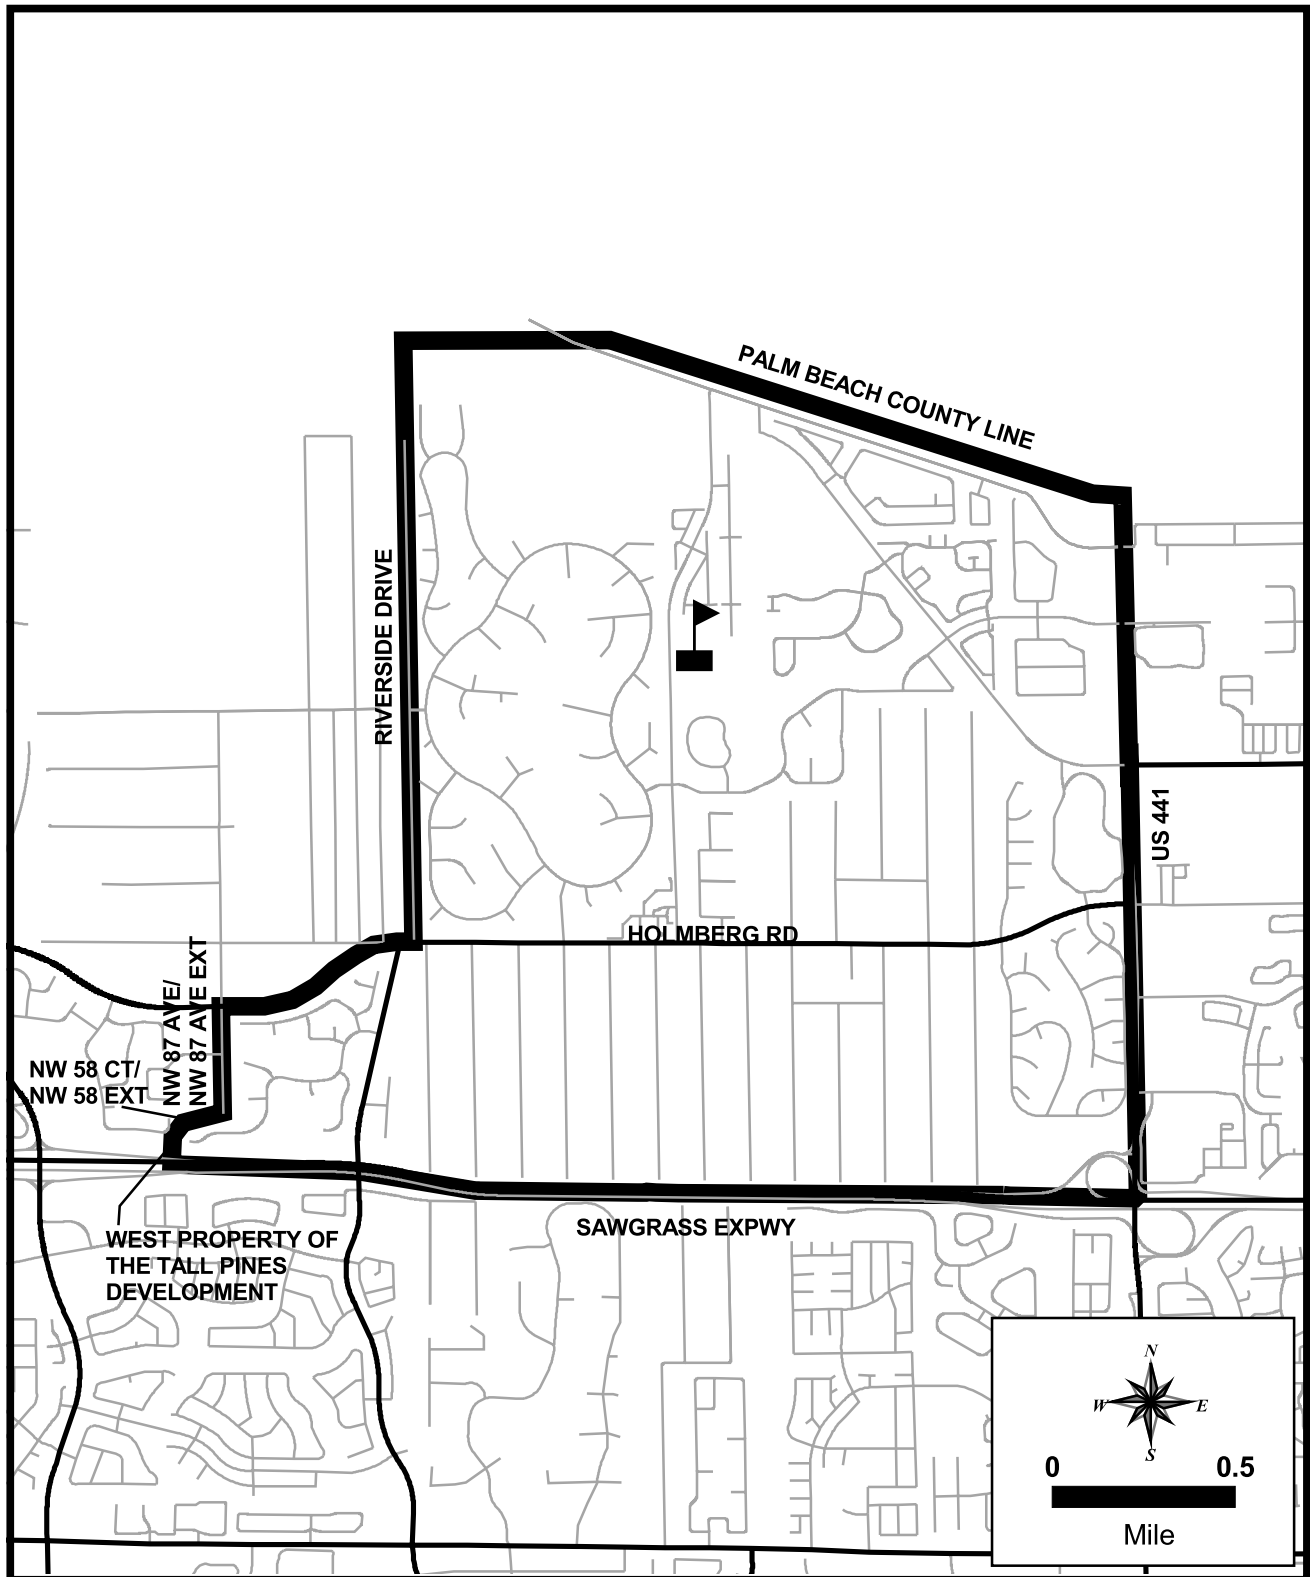 PALM BEACH COUNTY LINE
RIVERSIDE DRIVE
US 441
HOLMBERG RD
NW 87 AVE/
NW 87 AVE EXT
NW 58 CT/
NW 58 EXT
SAWGRASS EXPWY
WEST PROPERTY OF
THE TALL PINES
DEVELOPMENT
N
W E
S
0 0.5
Mile